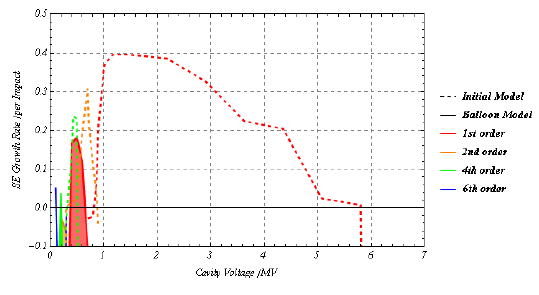 0.5
0.4
0.3
0.2
0.1
0.0
-0.1
0
1
2
3
4
5
6
7
SE Growth Rate /per Impact
Cavity Voltage /MV
Initial Model
Balloon Model
1st order
2nd order
4th order
6th order